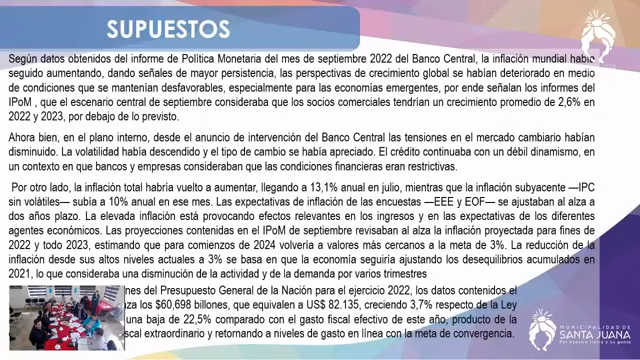 SUPUESTOS
Según datos obtenidos del informe de Política Monetaria del mes de septiembre 2022 del Banco Central, la inflación mundial había
seguido aumentando, dando señales de mayor persistencia, las perspectivas de crecimiento global se habían deteriorado en medio
de condiciones que se mantenían desfavorables, especialmente para las economías emergentes, por ende señalan los informes del
IPoM , que el escenario central de septiembre consideraba que los socios comerciales tendrían un crecimiento promedio de 2,6% en
2022 y 2023, por debajo de lo previsto.
Ahora bien, en el plano interno, desde el anuncio de intervención del Banco Central las tensiones en el mercado cambiario habían
disminuido. La volatilidad había descendido y el tipo de cambio se había apreciado. El crédito continuaba con un débil dinamismo, en
un contexto en que bancos y empresas consideraban que las condiciones financieras eran restrictivas.
Por otro lado, la inflación total habría vuelto a aumentar, llegando a 13,1% anual en julio, mientras que la inflación subyacente —IPC
sin volátiles— subía a 10% anual en ese mes. Las expectativas de inflación de las encuestas —EEE y EOF— se ajustaban al alza a
dos años plazo. La elevada inflación está provocando efectos relevantes en los ingresos y en las expectativas de los diferentes
agentes económicos. Las proyecciones contenidas en el IPoM de septiembre revisaban al alza la inflación proyectada para fines de
2022 y todo 2023, estimando que para comienzos de 2024 volvería a valores más cercanos a la meta de 3%. La reducción de la
inflación desde sus altos niveles actuales a 3% se basa en que la economía seguiría ajustando los desequilibrios acumulados en
2021, lo que consideraba una disminución de la actividad y de la demanda por varios trimestres
nes del Presupuesto General de la Nación para el ejercicio 2022, los datos contenidos el
za los $60,698 billones, que equivalen a US$ 82.135, creciendo 3,7% respecto de la Ley
una baja de 22,5% comparado con el gasto fiscal efectivo de este año, producto de la
scal extraordinario y retornando a niveles de gasto en línea con la meta de convergencia.
MUNICIPALIDAD DE
SANTA JUANA
Por nuestra tierra y su gente